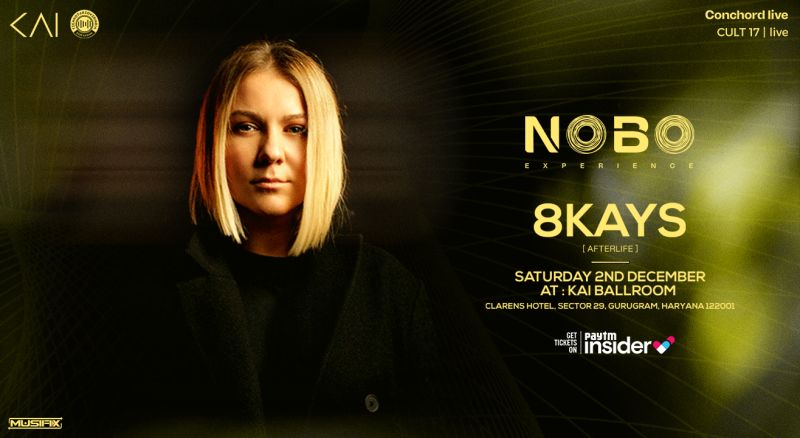 KAI
Conchord live
CULT 17 | live
NOBO
EXPERIENCE
8KAYS
[ AFTERLIFE ]
SATURDAY 2ND DECEMBER
AT : KAI BALLROOM
CLARENS HOTEL, SECTOR 29, GURUGRAM, HARYANA 122001
GET
TICKETS
ON
paytm
insider
MUSIFIX